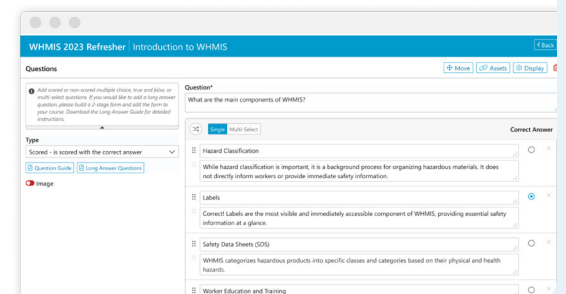 WHMIS 2023 Refresher | Introduction to WHMIS
Back
Questions
Move
Assets
Display
Add scored or non-scored multiple choice, true and false, or
multi-select questions. If you would like to add a long answer
question, please build a 2-stage form and add the form to
your course. Download the Long Answer Guide for detailed
instructions.
Type
Scored - is scored with the correct answer
Question Guide
Long Answer Questions
Image
Question*
What are the main components of WHMIS?
Single
Multi-Select
Correct Answer
Hazard Classification
While hazard classification is important, it is a background process for organizing hazardous materials. It does
not directly inform workers or provide immediate safety information.
Labels
Correct! Labels are the most visible and immediately accessible component of WHMIS, providing essential safety
information at a glance.
Safety Data Sheets (SDS)
WHMIS categorizes hazardous products into specific classes and categories based on their physical and health
hazards.
Worker Education and Training